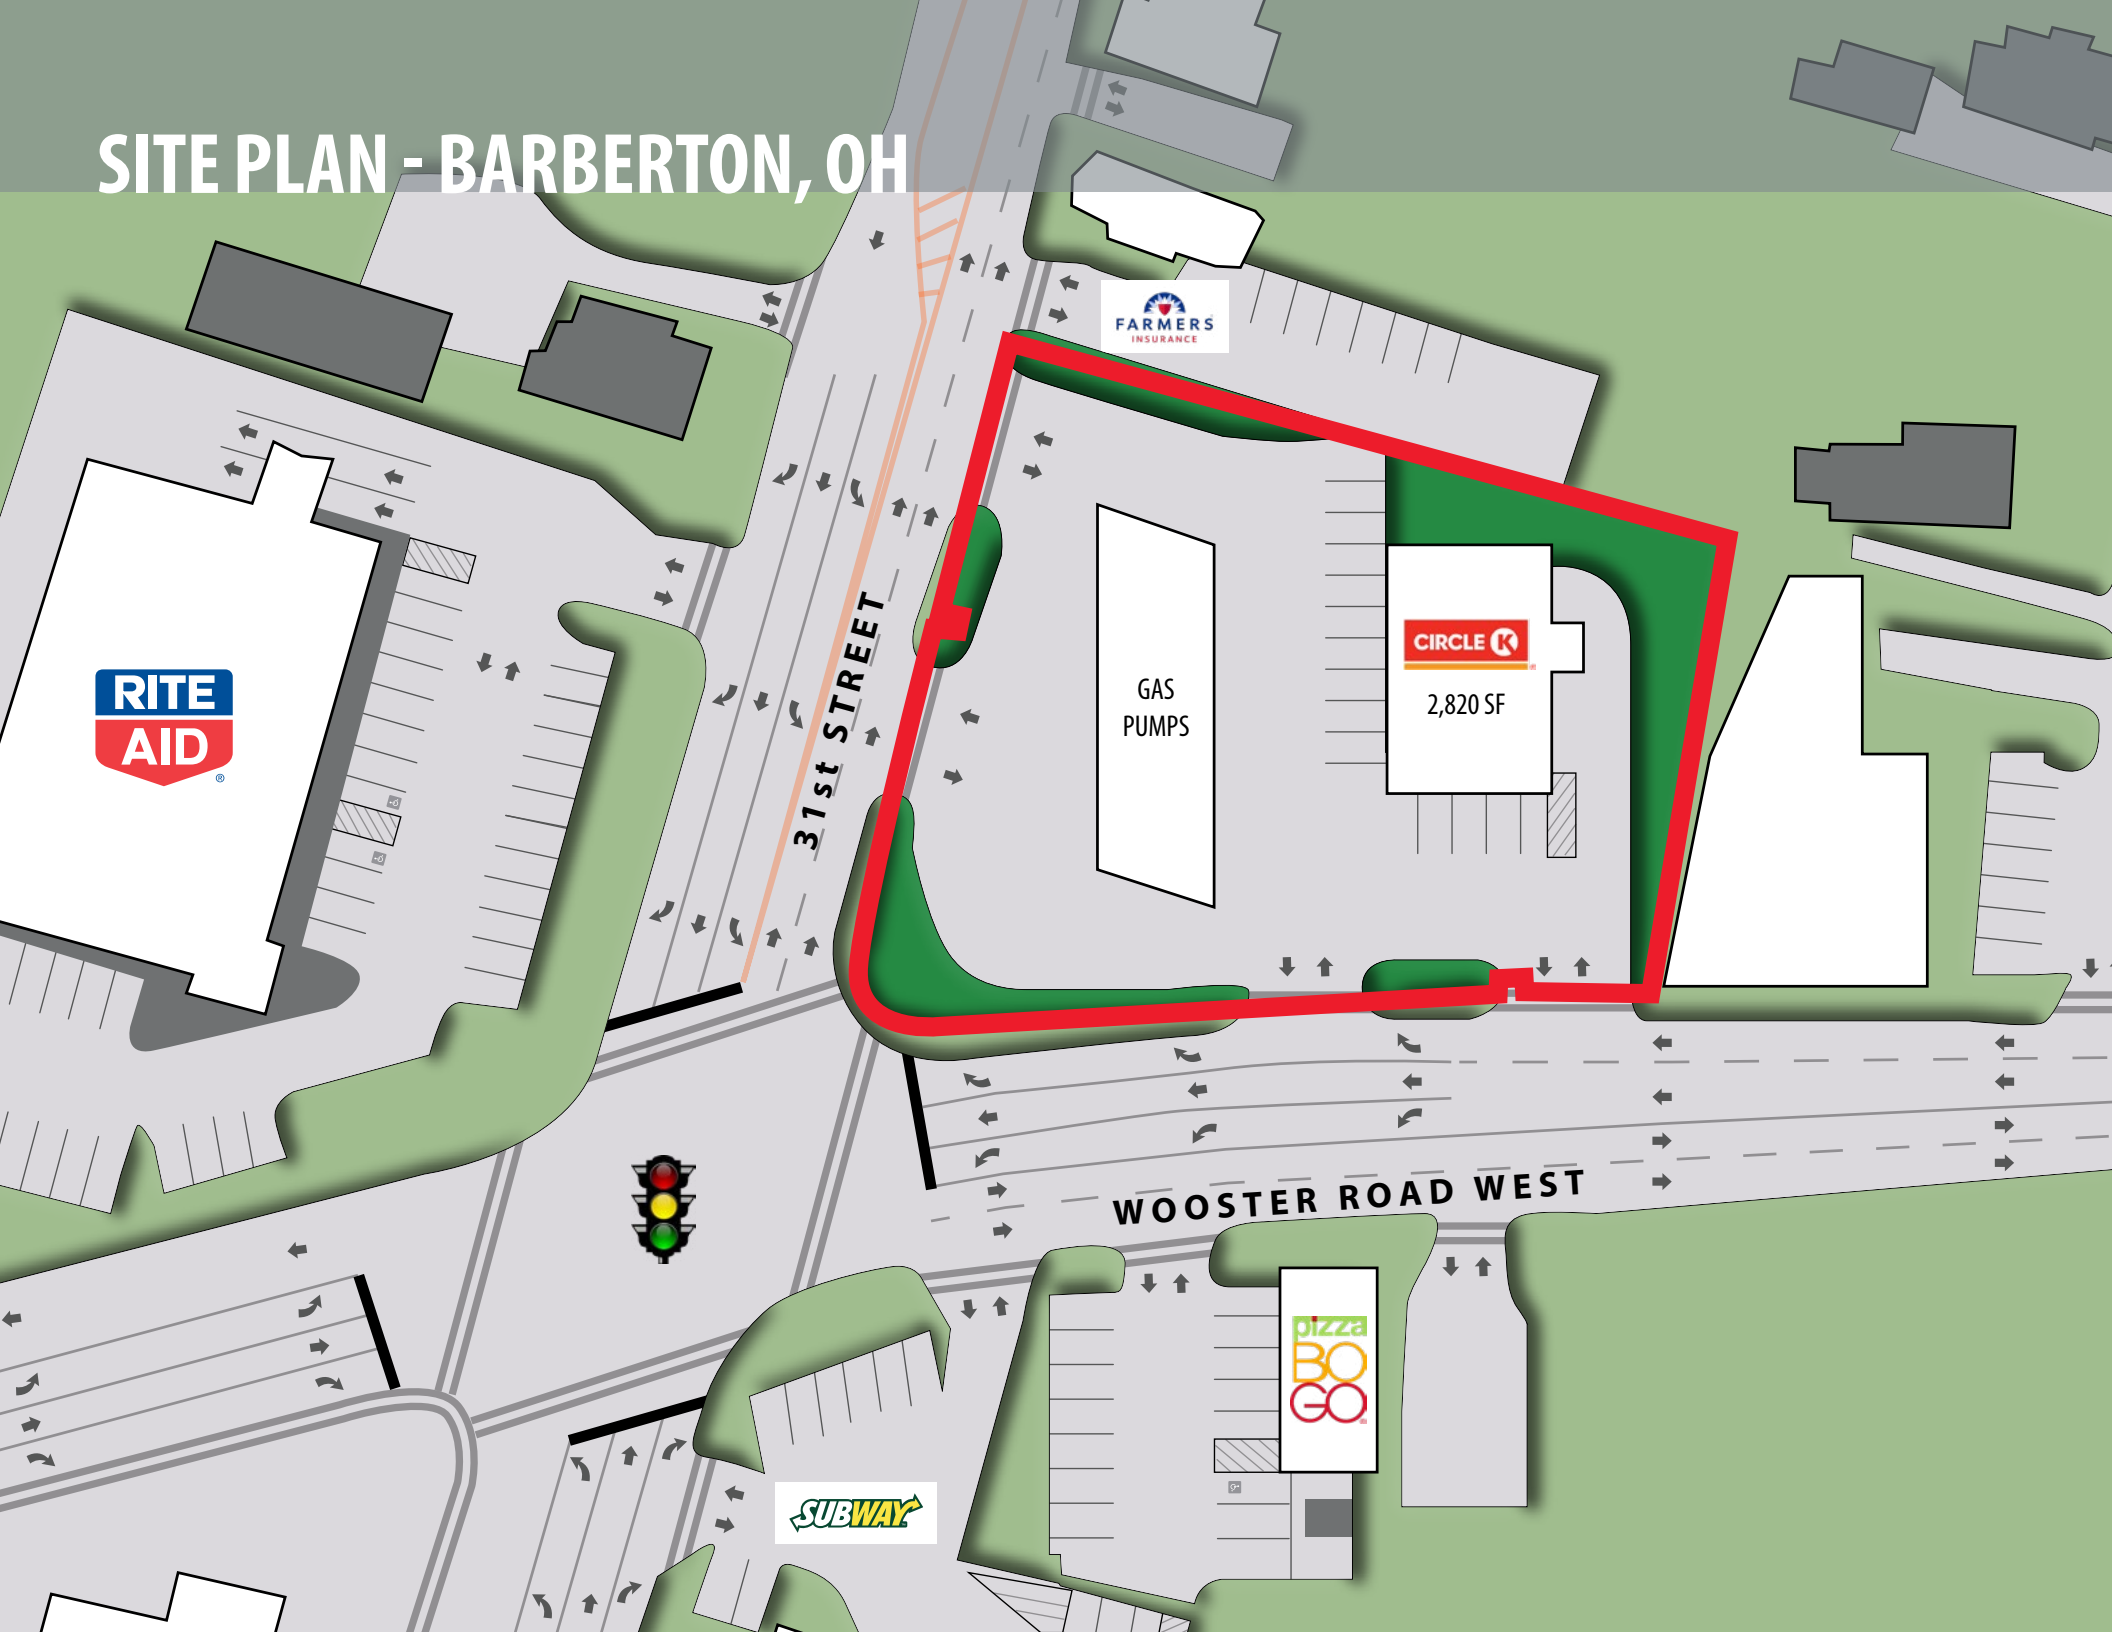 SITE PLAN - BARBERTON, OH
FARMERS
INSURANCE
31st STREET
RITE
AID
®
GAS
PUMPS
CIRCLE K
2,820 SF
WOOSTER ROAD WEST
pizza
BO
GO
SUBWAY